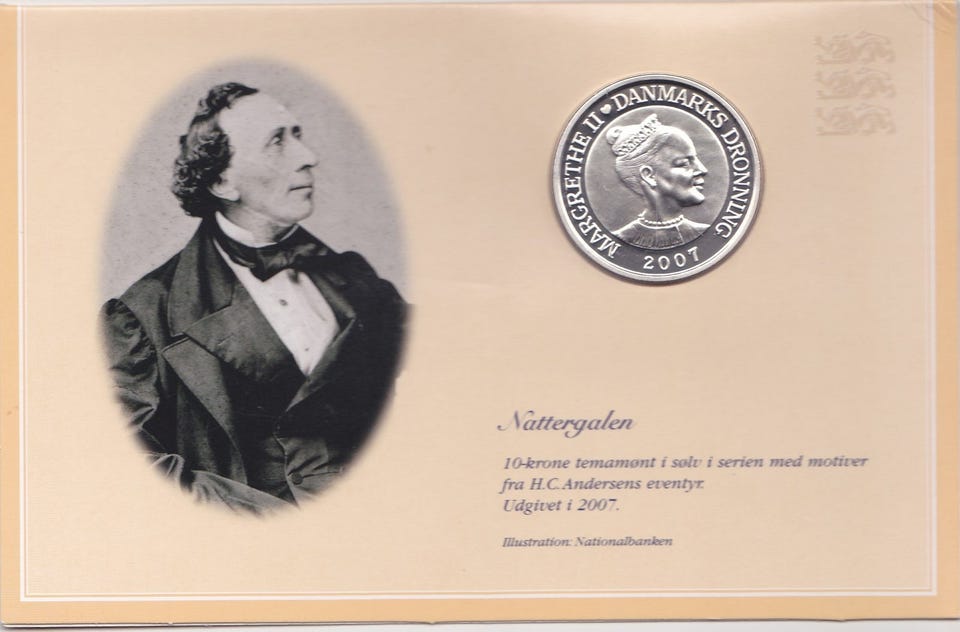 MARGRETHE II ♥ DANMARKS DRONNING
2007
Nattergalen
10-krone temamønt i sølv i serien med motiver
fra H.C. Andersens eventyr.
Udgivet i 2007.
Illustration: Nationalbanken